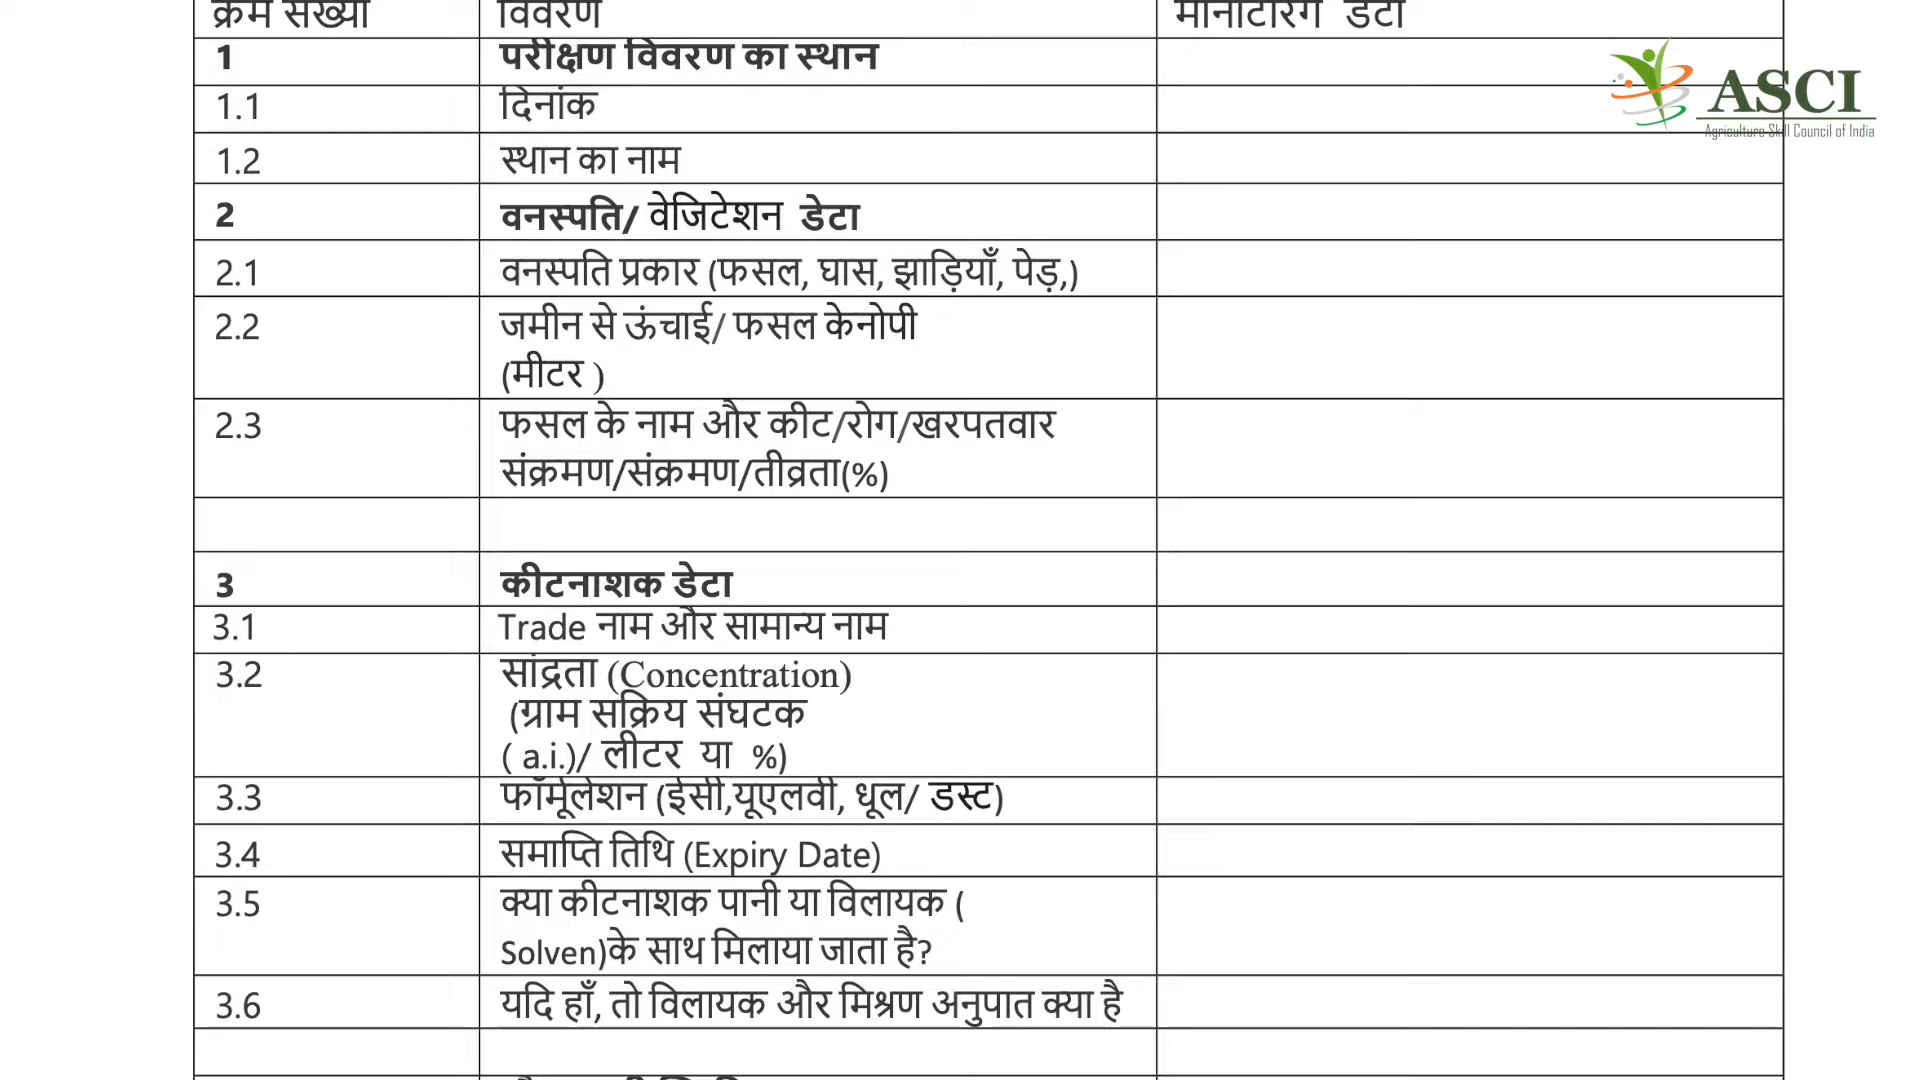 क्रम संख्या विवरण मॉनीटरिंग डेटा
1 परीक्षण विवरण का स्थान
1.1 दिनांक
1.2 स्थान का नाम
2 वनस्पति/ वेजिटेशन डेटा
2.1 वनस्पति प्रकार (फसल, घास, झाड़ियाँ, पेड़,)
2.2 जमीन से ऊंचाई/ फसल केनोपी
(मीटर )
2.3 फसल के नाम और कीट/रोग/खरपतवार
संक्रमण/संक्रमण/तीव्रता(%)
3 कीटनाशक डेटा
3.1 Trade नाम और सामान्य नाम
3.2 सांद्रता (Concentration)
(ग्राम सक्रिय संघटक
( a.i.)/ लीटर या %)
3.3 फॉर्मूलेशन (ईसी,यूएलवी, धूल/ डस्ट)
3.4 समाप्ति तिथि (Expiry Date)
3.5 क्या कीटनाशक पानी या विलायक (
Solven)के साथ मिलाया जाता है?
3.6 यदि हाँ, तो विलायक और मिश्रण अनुपात क्या है
ASCI
Agriculture Skill Council of India